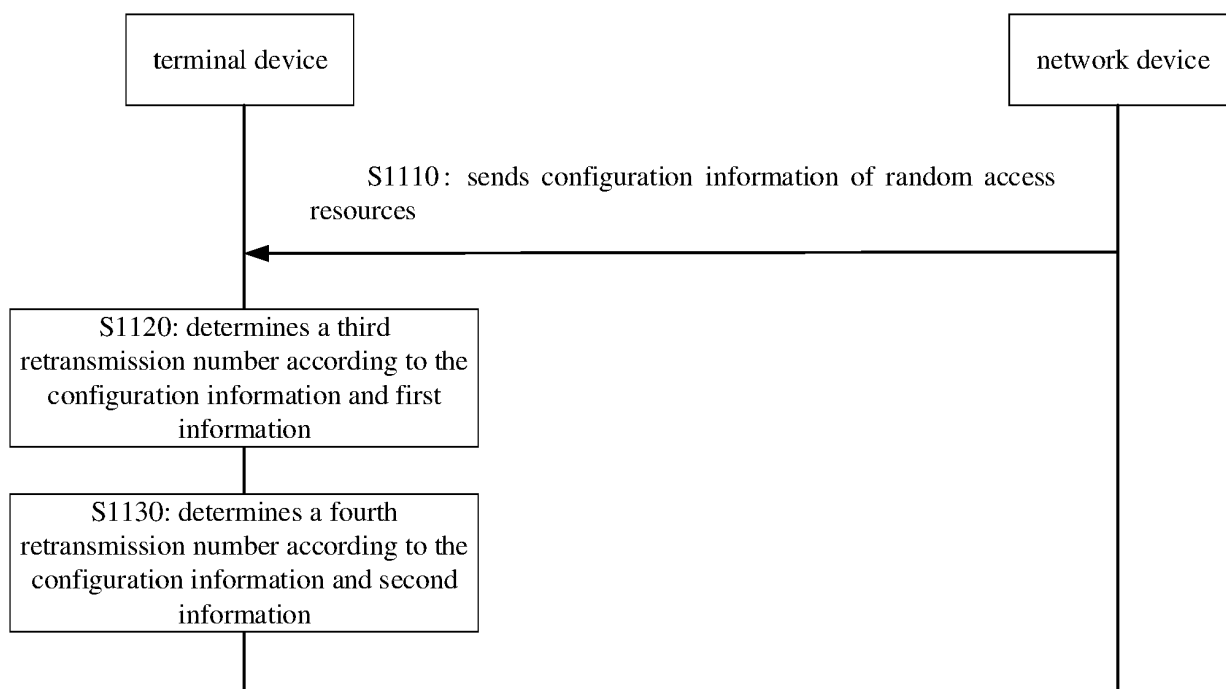 terminal device
network device
S1110: sends configuration information of random access
resources
S1120: determines a third
retransmission number according to the
configuration information and first
information
S1130: determines a fourth
retransmission number according to the
configuration information and second
information